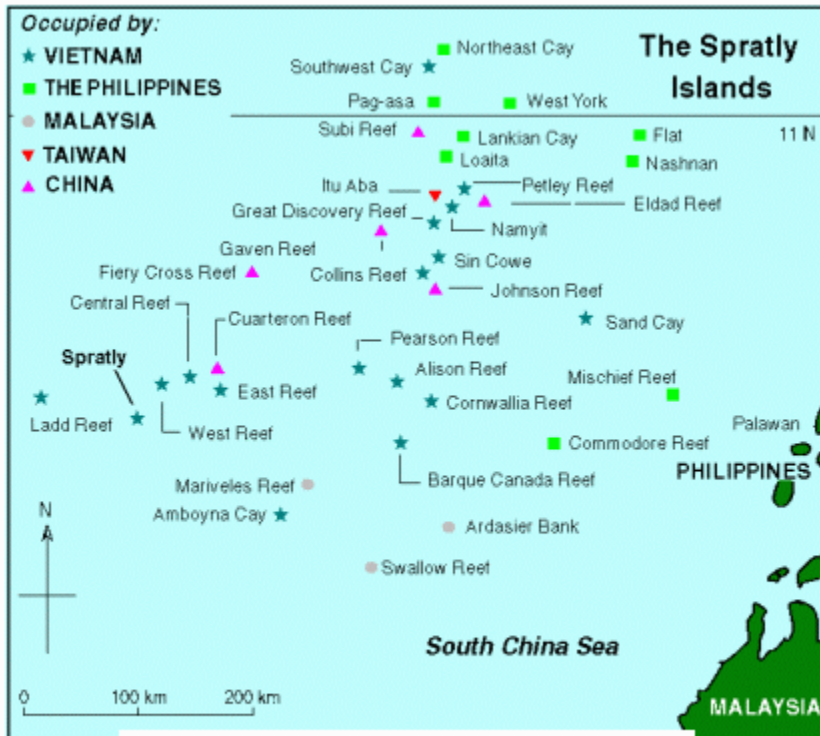 Occupied by:
VIETNAM
THE PHILIPPINES
MALAYSIA
TAIWAN
CHINA
The Spratly
Islands
Northeast Cay
Southwest Cay
Pag-asa
West York
Subi Reef
Lankian Cay
Flat
11 N
Loaita
Nashnan
Itu Aba
Petley Reef
Eldad Reef
Great Discovery Reef
Namyit
Gaven Reef
Sin Cowe
Fiery Cross Reef
Collins Reef
Johnson Reef
Central Reef
Cuarteron Reef
Sand Cay
Pearson Reef
Spratly
Alison Reef
Mischief Reef
East Reef
Cornwallia Reef
Ladd Reef
West Reef
Palawan
Commodore Reef
PHILIPPINES
Mariveles Reef
Barque Canada Reef
Amboyna Cay
N
Ardasier Bank
Swallow Reef
South China Sea
0 100 km 200 km
MALAYSIA